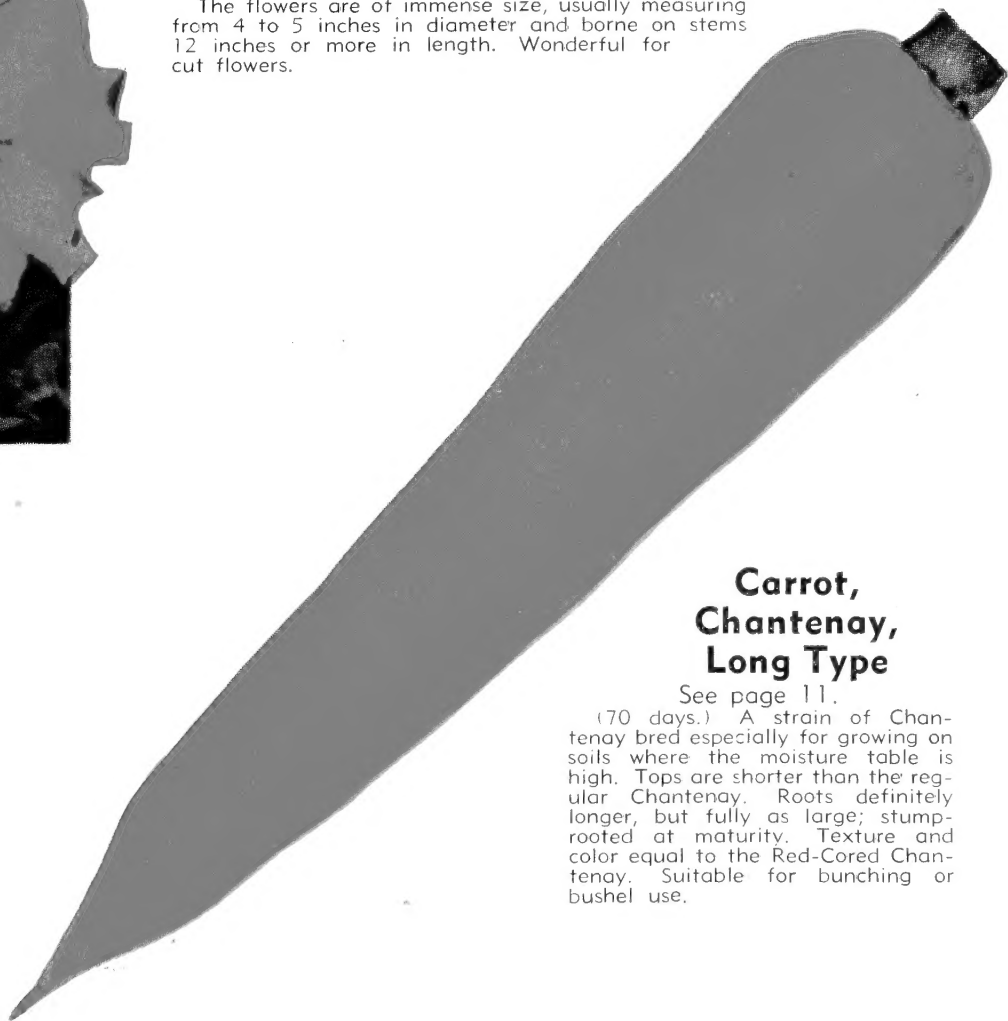 The flowers are of immense size, usually measuring
from 4 to 5 inches in diameter and borne on stems
12 inches or more in length. Wonderful for
cut flowers.
Carrot,
Chantenay,
Long Type
See page 11.
(70 days.) A strain of Chan-
tenay bred especially for growing on
soils where the moisture table is
high. Tops are shorter than the reg-
ular Chantenay. Roots definitely
longer, but fully as large; stump-
rooted at maturity. Texture and
color equal to the Red-Cored Chan-
tenay. Suitable for bunching or
bushel use.